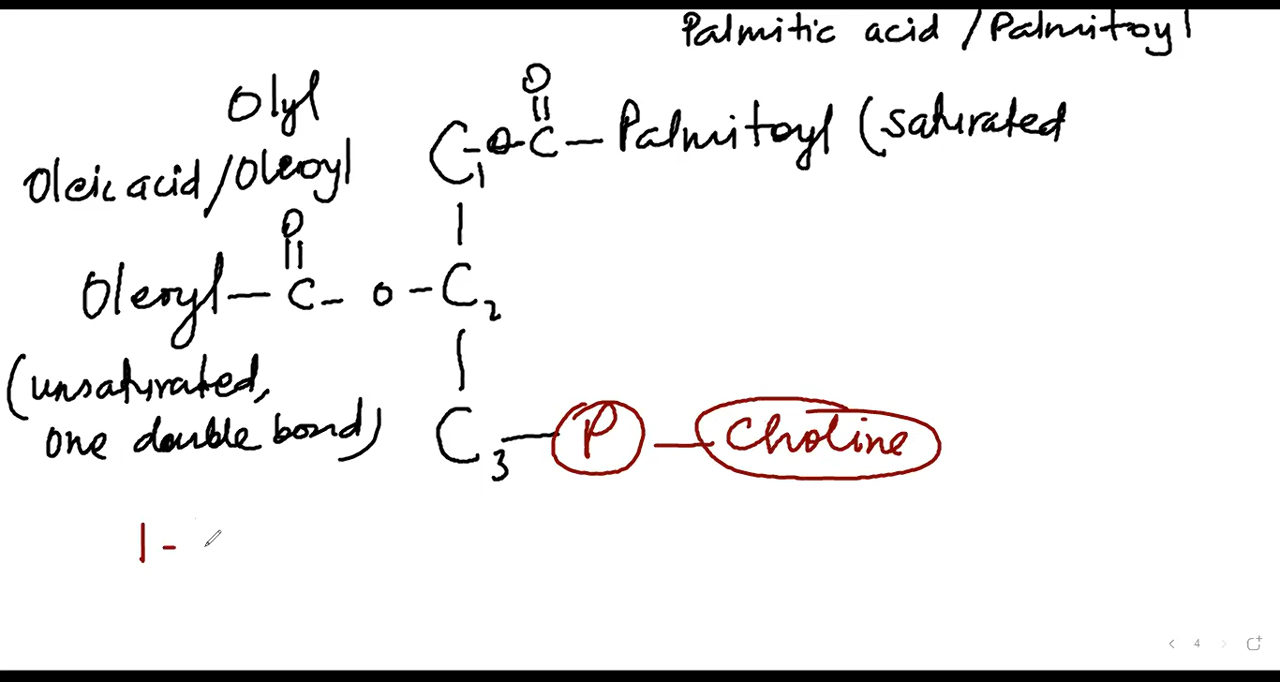 Palmitic acid / Palmitoyl
Olyl
O
C1-O-C-Palmitoyl (saturated
Oleic acid/Oleoyl
O
Oleoyl-C-O-C2
(unsaturated,
one double bond)
C3-P-Choline
1-
4